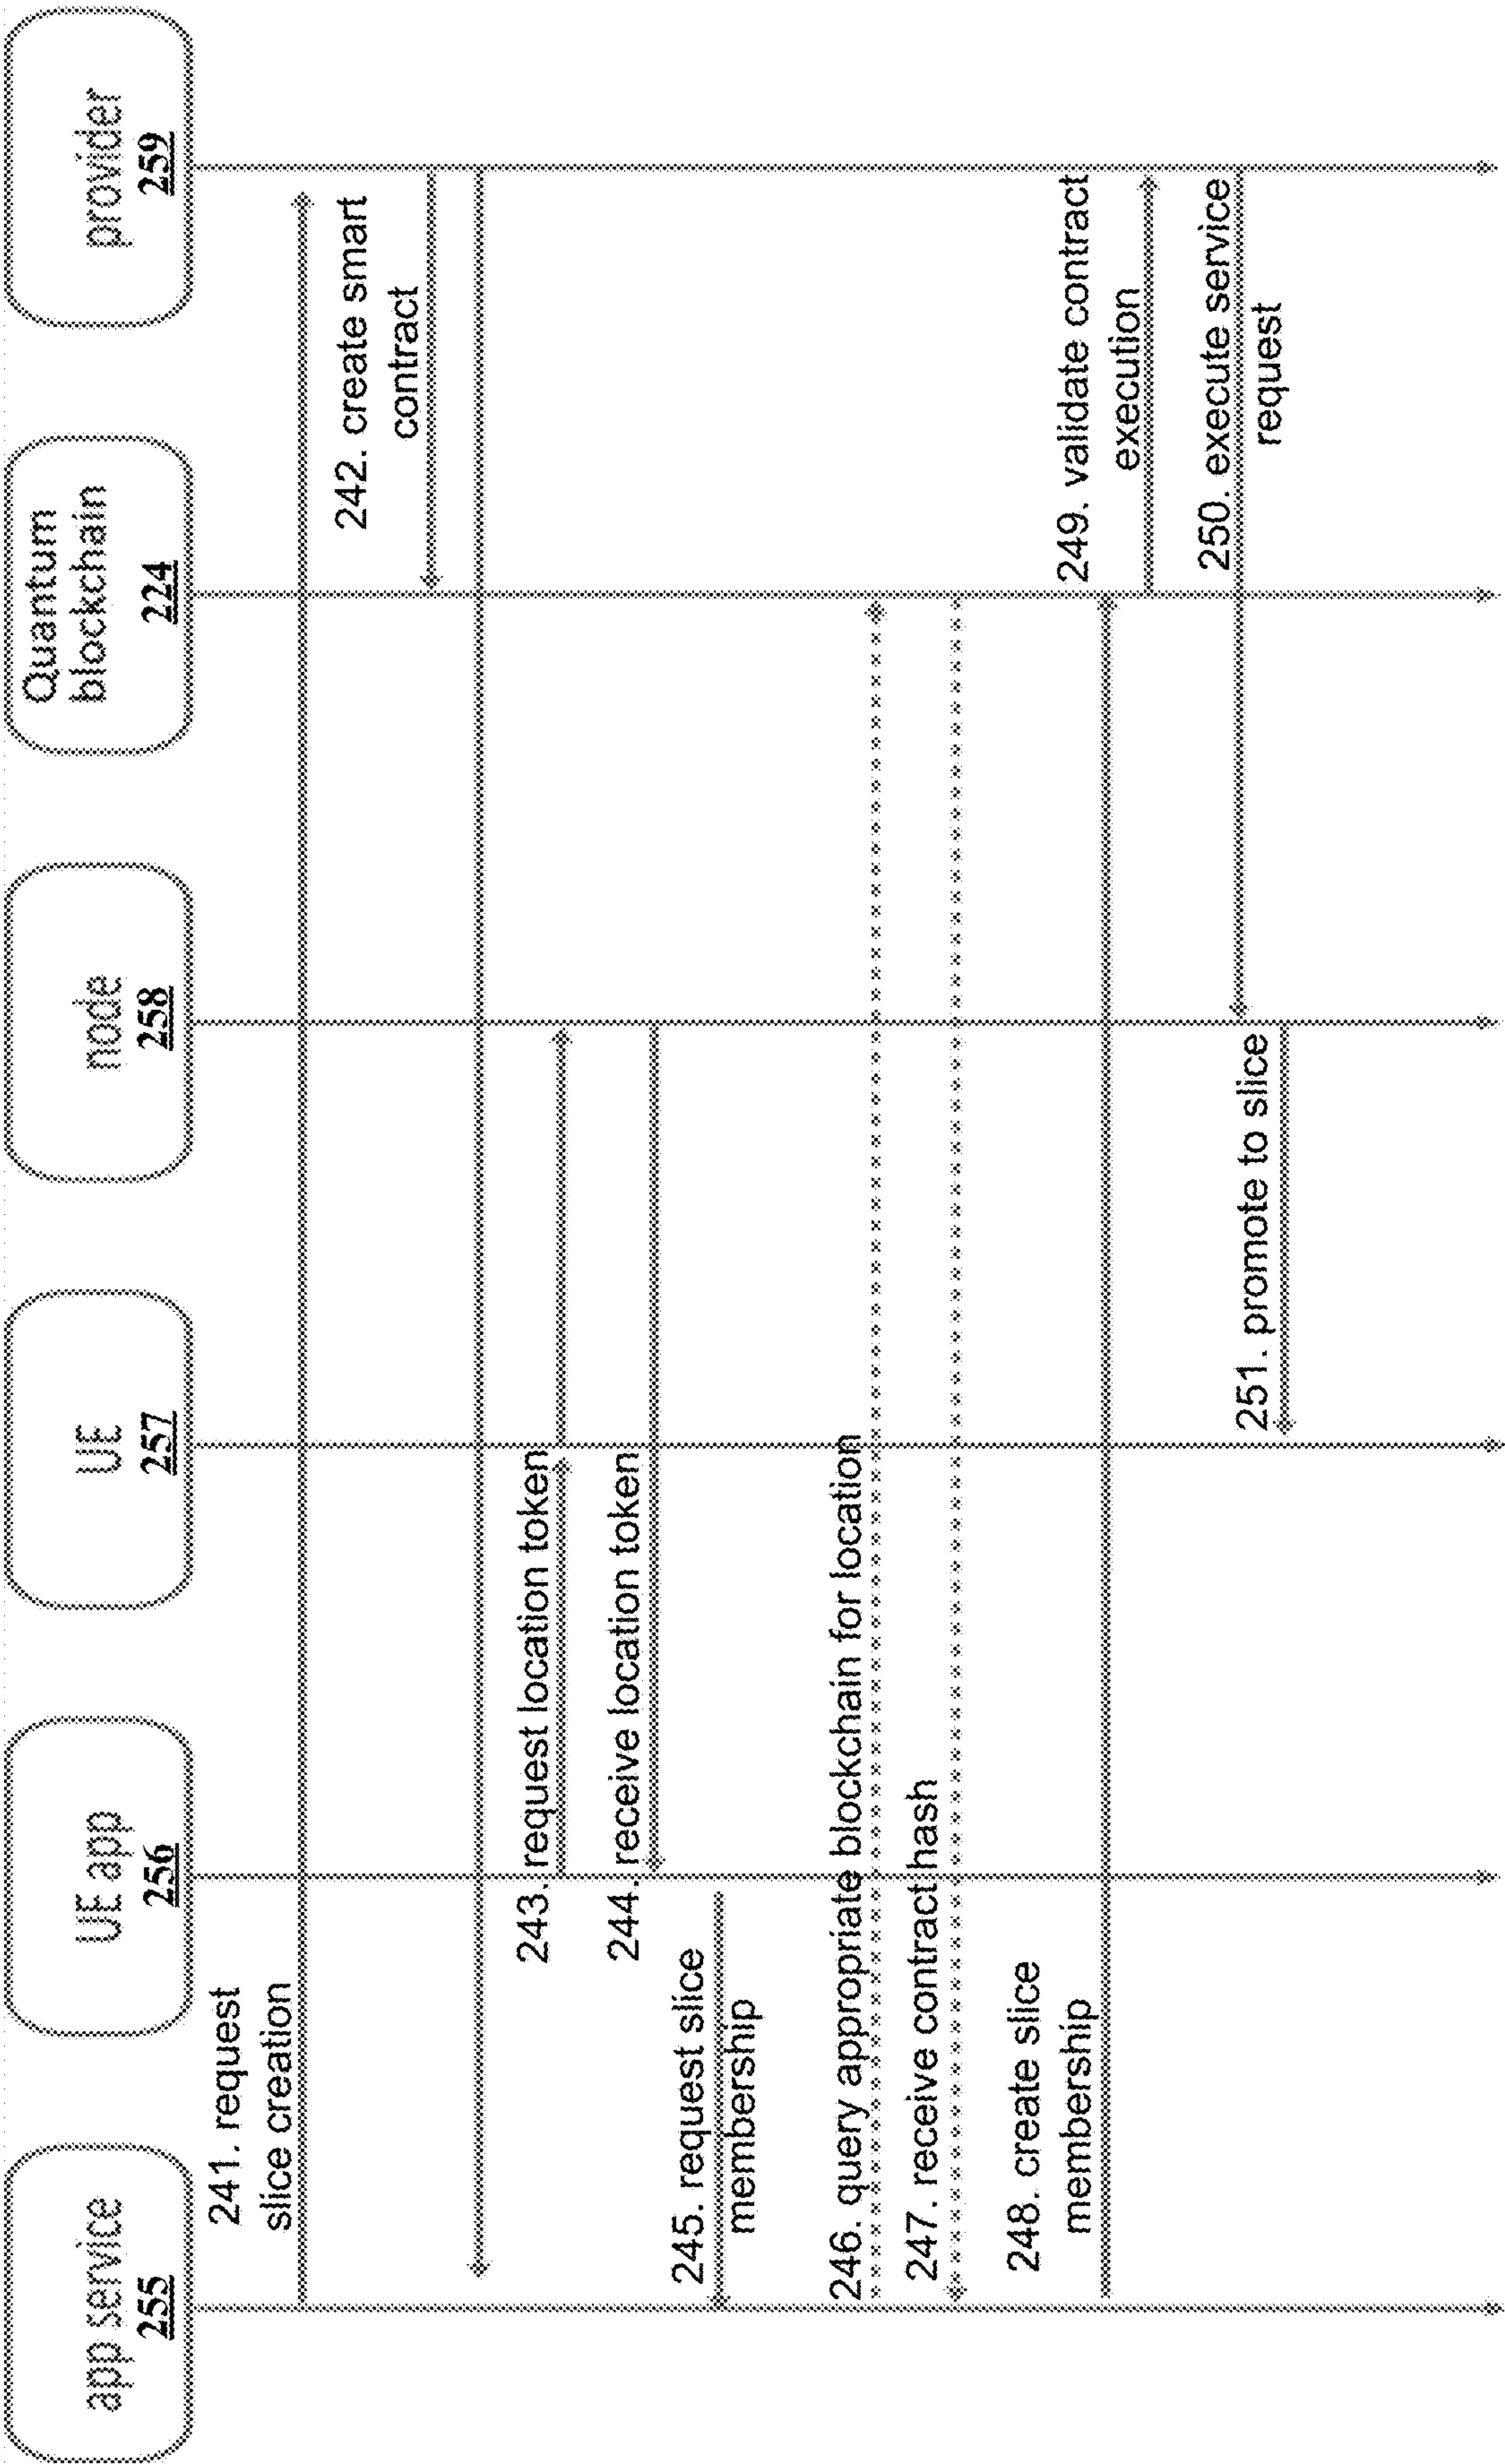 app service
255
UE app
256
UE
257
node
258
Quantum
blockchain
224
provider
259
241. request
slice creation
242. create smart
contract
243. request location token
244. receive location token
245. request slice
membership
246. query appropriate blockchain for location
247. receive contract hash
248. create slice
membership
249. validate contract
execution
250. execute service
request
251. promote to slice